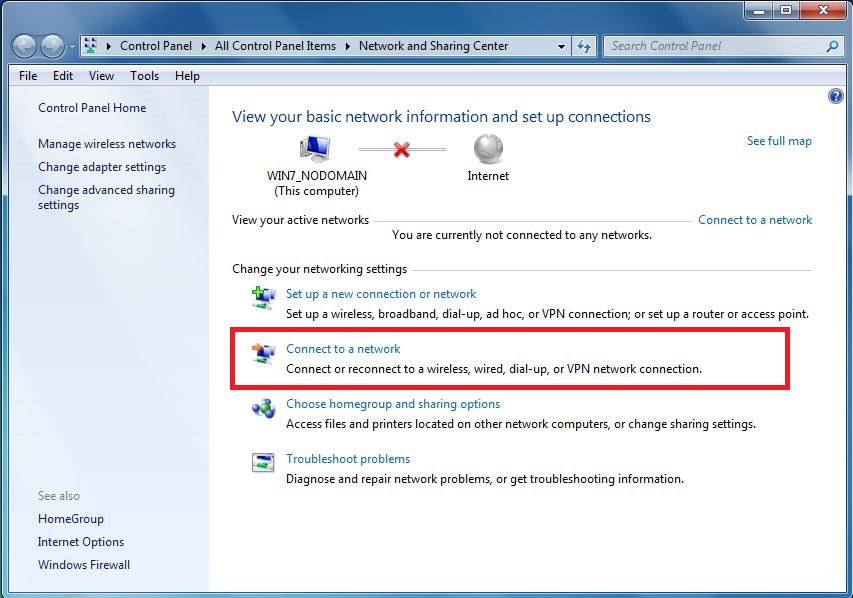 Control Panel All Control Panel Items Network and Sharing Center Search Control Panel
File Edit View Tools Help
Control Panel Home
Manage wireless networks
Change adapter settings
Change advanced sharing
settings
See also
HomeGroup
Internet Options
Windows Firewall
View your basic network information and set up connections
See full map
WIN7_NODOMAIN
(This computer)
Internet
View your active networks
Connect to a network
You are currently not connected to any networks.
Change your networking settings
Set up a new connection or network
Set up a wireless, broadband, dial-up, ad hoc, or VPN connection; or set up a router or access point.
Connect to a network
Connect or reconnect to a wireless, wired, dial-up, or VPN network connection.
Choose homegroup and sharing options
Access files and printers located on other network computers, or change sharing settings.
Troubleshoot problems
Diagnose and repair network problems, or get troubleshooting information.